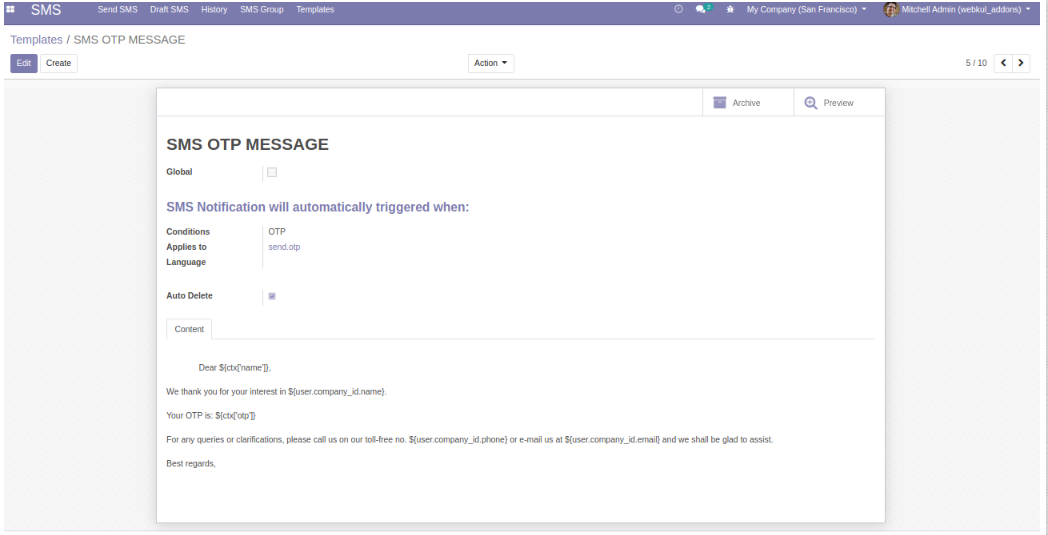 SMS Send SMS Draft SMS History SMS Group Templates 2 My Company (San Francisco) Mitchell Admin (webkul_addons)
Templates / SMS OTP MESSAGE
Edit Create Action 5 / 10
Archive Preview
SMS OTP MESSAGE
Global
SMS Notification will automatically triggered when:
Conditions OTP
Applies to send.otp
Language
Auto Delete
Content
Dear ${ctx['name']},
We thank you for your interest in ${user.company_id.name}.
Your OTP is: ${ctx['otp']}
For any queries or clarifications, please call us on our toll-free no. ${user.company_id.phone} or e-mail us at ${user.company_id.email} and we shall be glad to assist.
Best regards,